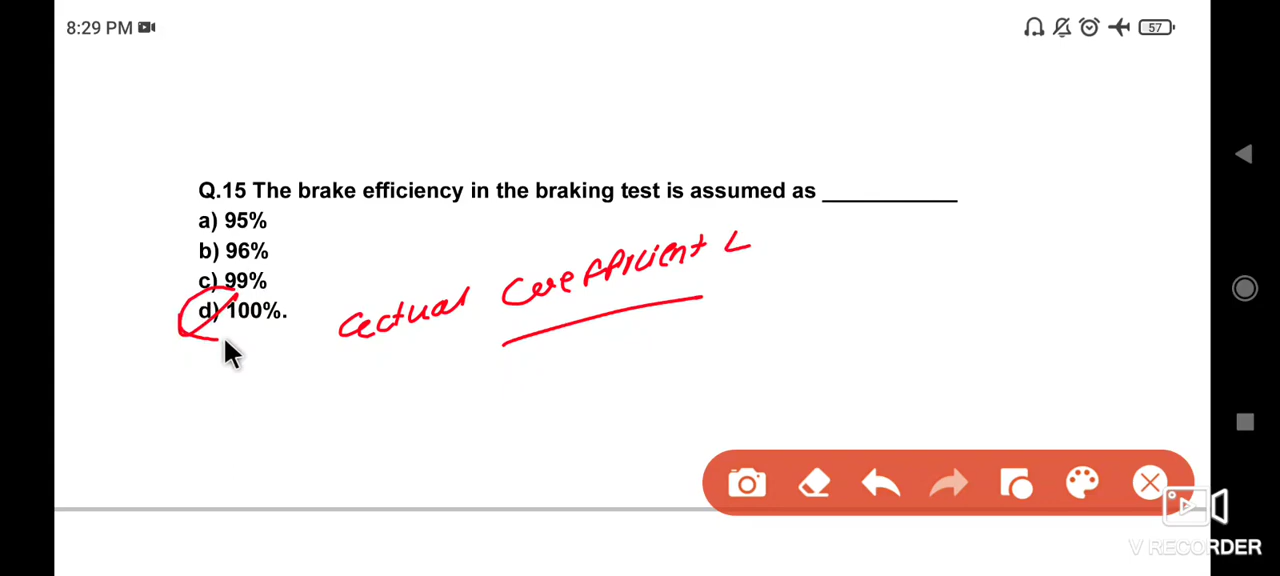 8:29 PM
57
Q.15 The brake efficiency in the braking test is assumed as ____________
a) 95%
b) 96%
c) 99%
d) 100%.
actual Coefficient L
V RECORDER